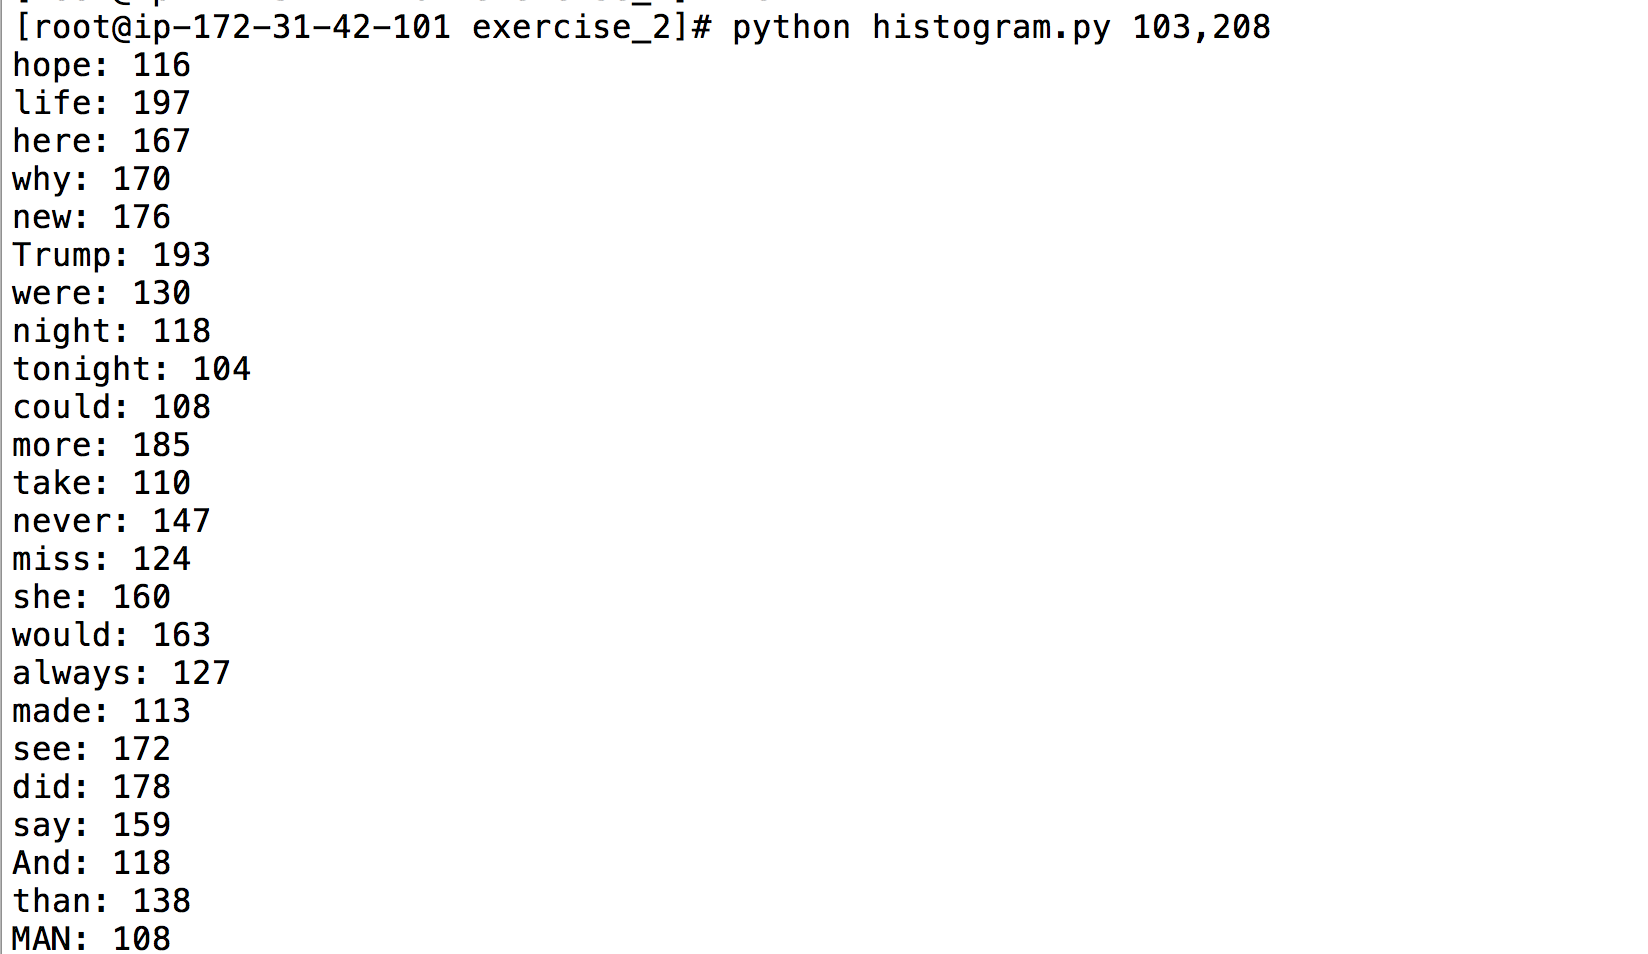 [root@ip-172-31-42-101 exercise_2]# python histogram.py 103,208
hope: 116
life: 197
here: 167
why: 170
new: 176
Trump: 193
were: 130
night: 118
tonight: 104
could: 108
more: 185
take: 110
never: 147
miss: 124
she: 160
would: 163
always: 127
made: 113
see: 172
did: 178
say: 159
And: 118
than: 138
MAN: 108